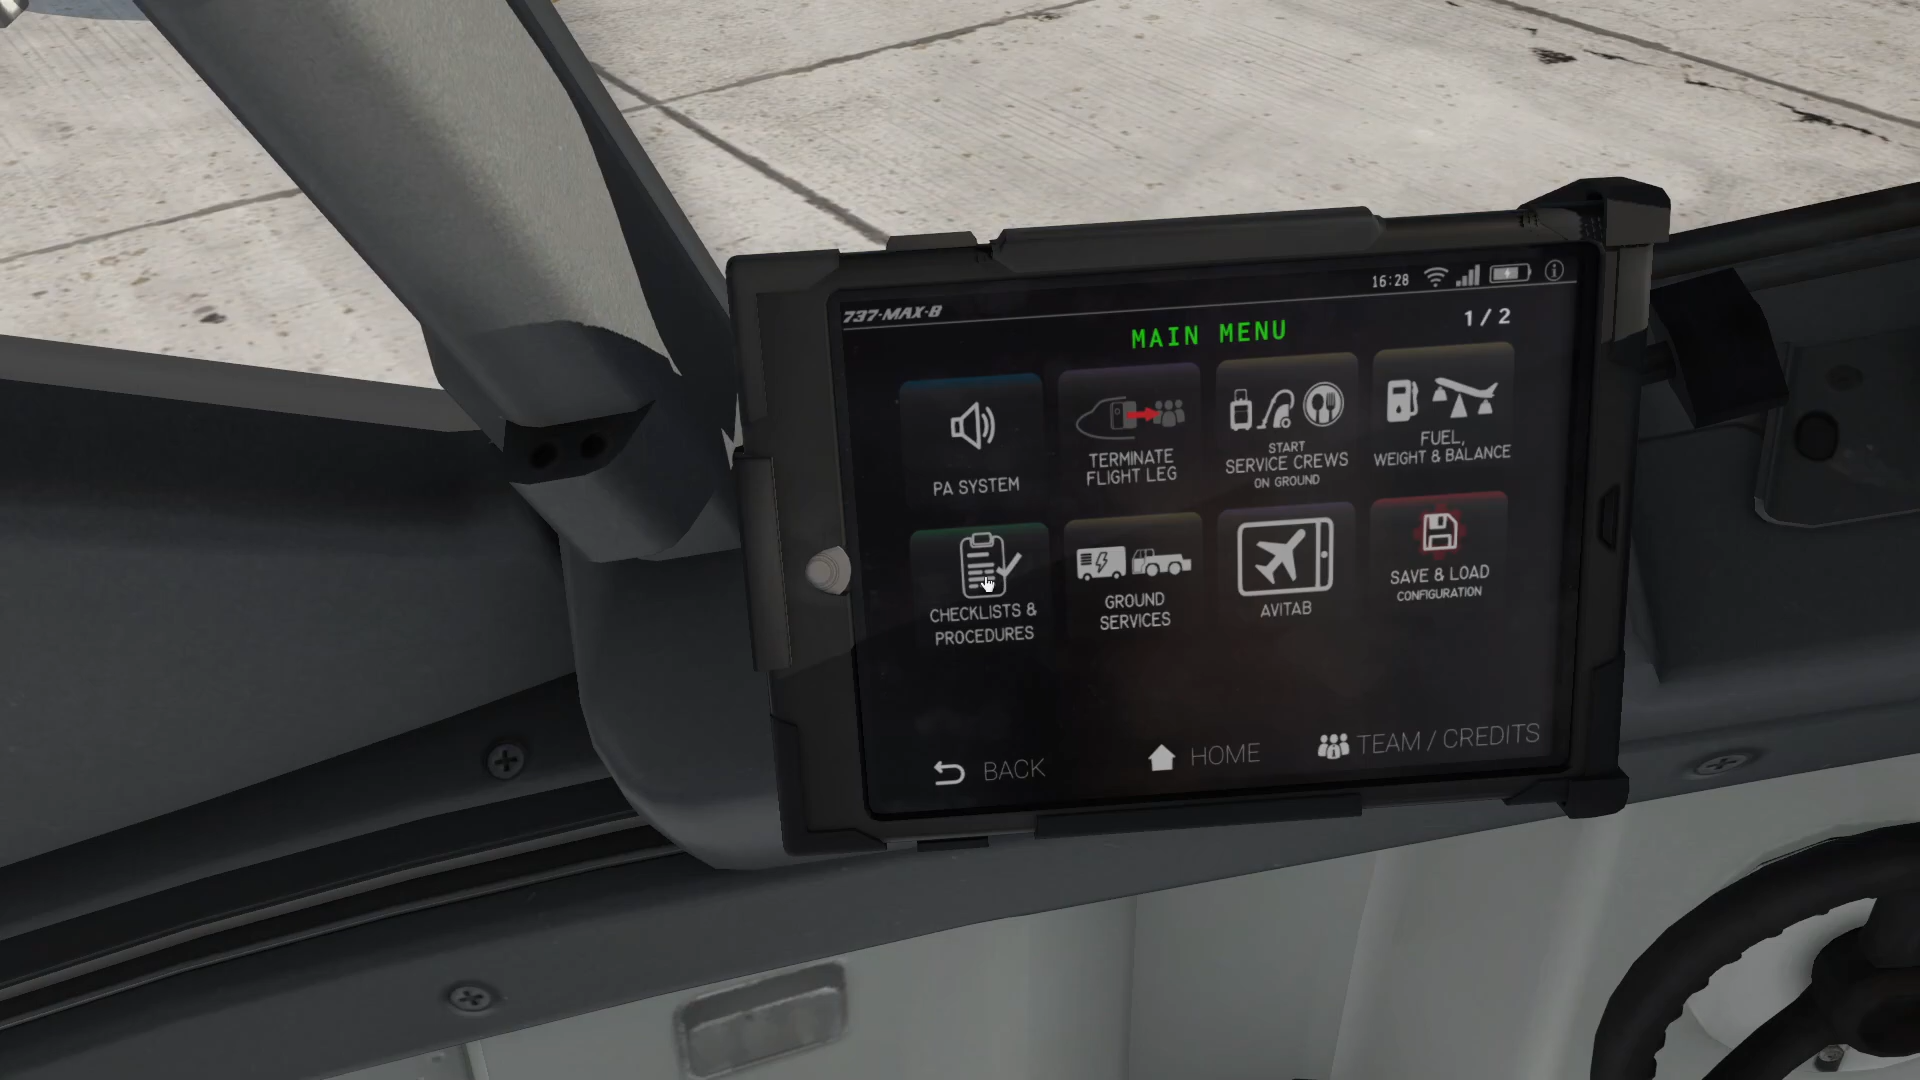 16:28
737-MAX-8
MAIN MENU
1 / 2
PA SYSTEM
TERMINATE
FLIGHT LEG
START
SERVICE CREWS
ON GROUND
FUEL,
WEIGHT & BALANCE
CHECKLISTS &
PROCEDURES
GROUND
SERVICES
AVITAB
SAVE & LOAD
CONFIGURATION
BACK
HOME
TEAM / CREDITS